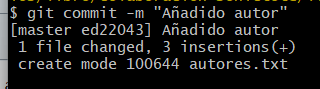 $ git commit -m "Añadido autor"
[master ed22043] Añadido autor
 1 file changed, 3 insertions(+)
 create mode 100644 autores.txt